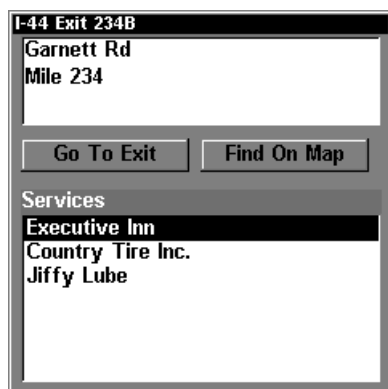 I-44 Exit 234B
Garnett Rd
Mile 234
Go To Exit
Find On Map
Services
Executive Inn
Country Tire Inc.
Jiffy Lube